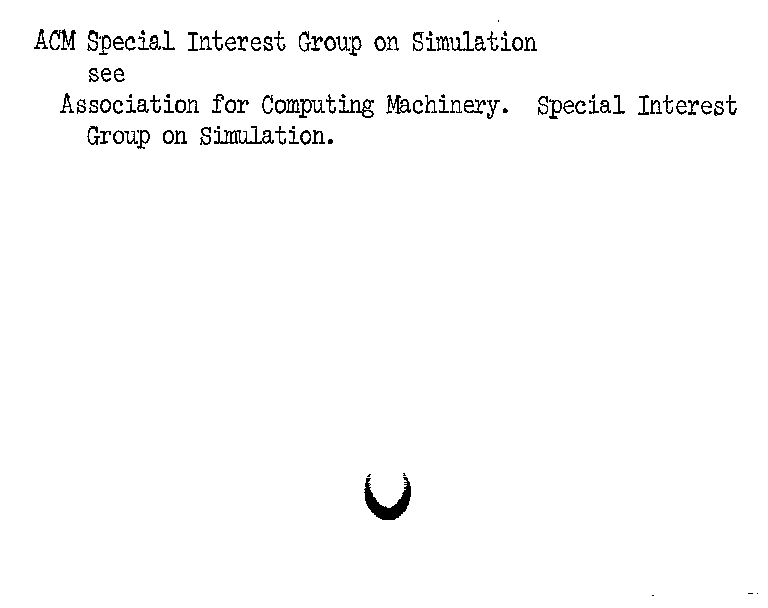 ACM Special Interest Group on Simulation
see
Association for Computing Machinery.  Special Interest
Group on Simulation.